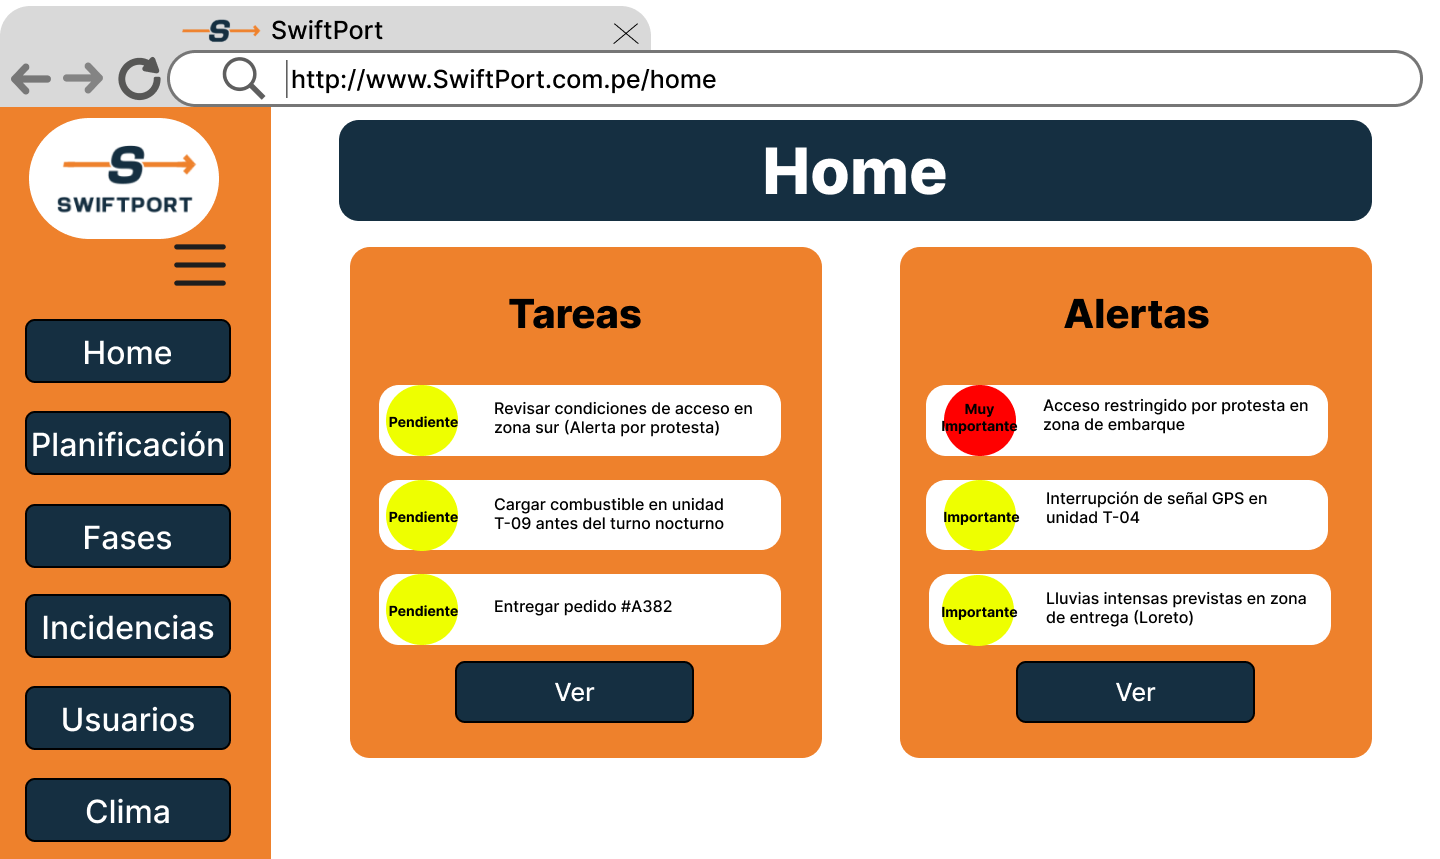 S SwiftPort
http://www.SwiftPort.com.pe/home
S
SWIFTPORT
Home
Planificación
Fases
Incidencias
Usuarios
Clima
Home
Tareas
Pendiente
Revisar condiciones de acceso en
zona sur (Alerta por protesta)
Pendiente
Cargar combustible en unidad
T-09 antes del turno nocturno
Pendiente
Entregar pedido #A382
Ver
Alertas
Muy
Importante
Acceso restringido por protesta en
zona de embarque
Importante
Interrupción de señal GPS en
unidad T-04
Importante
Lluvias intensas previstas en zona
de entrega (Loreto)
Ver